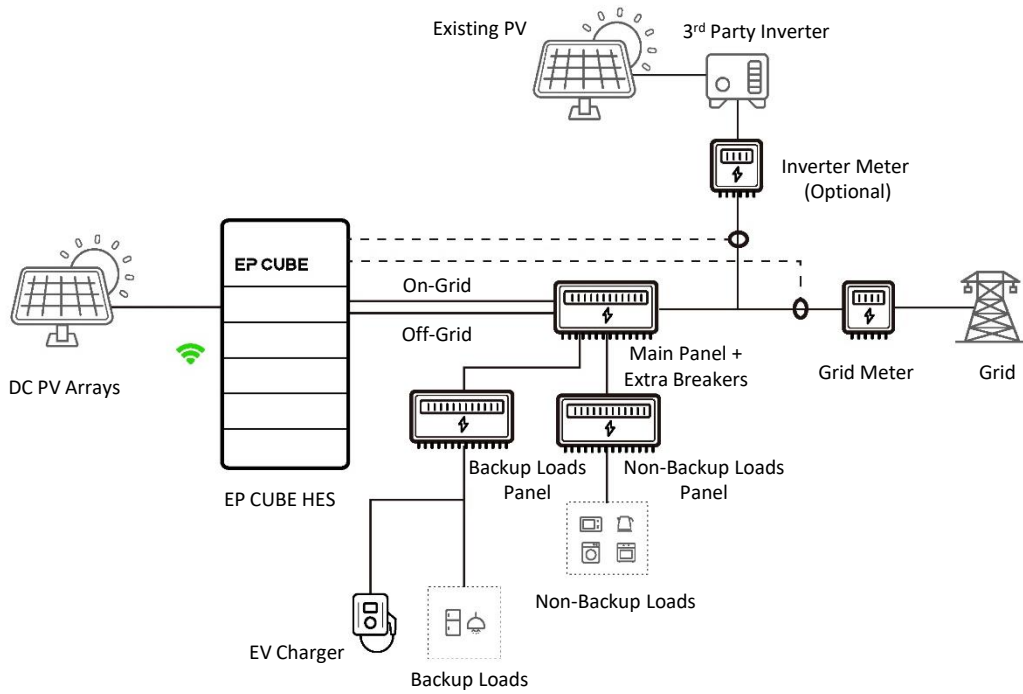 Existing PV
3rd Party Inverter
Inverter Meter
(Optional)
EP CUBE
On-Grid
Off-Grid
Main Panel +
Extra Breakers
Grid Meter
Grid
DC PV Arrays
Backup Loads
Panel
Non-Backup Loads
Panel
EP CUBE HES
Non-Backup Loads
EV Charger
Backup Loads